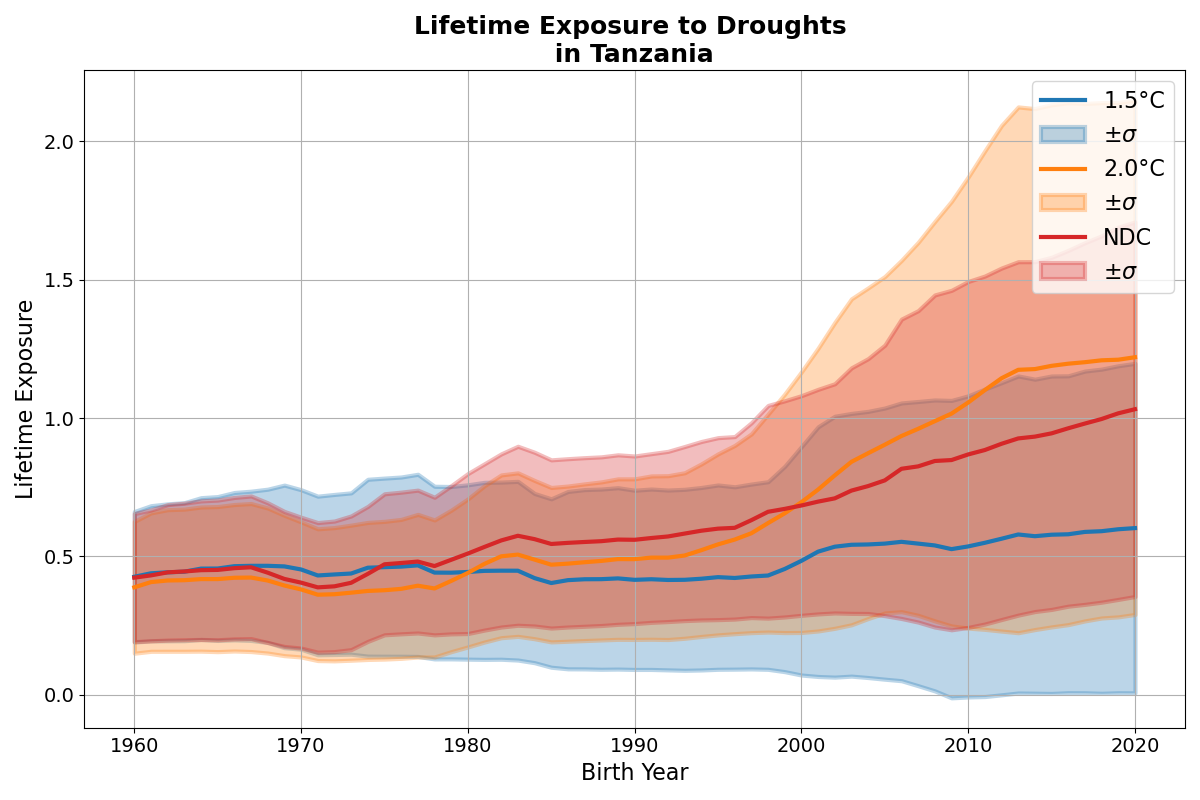 Lifetime Exposure to Droughts
in Tanzania
Lifetime Exposure
2.0
1.5
1.0
0.5
0.0
1960
1970
1980
1990
2000
2010
2020
Birth Year
1.5°C
±σ
2.0°C
±σ
NDC
±σ